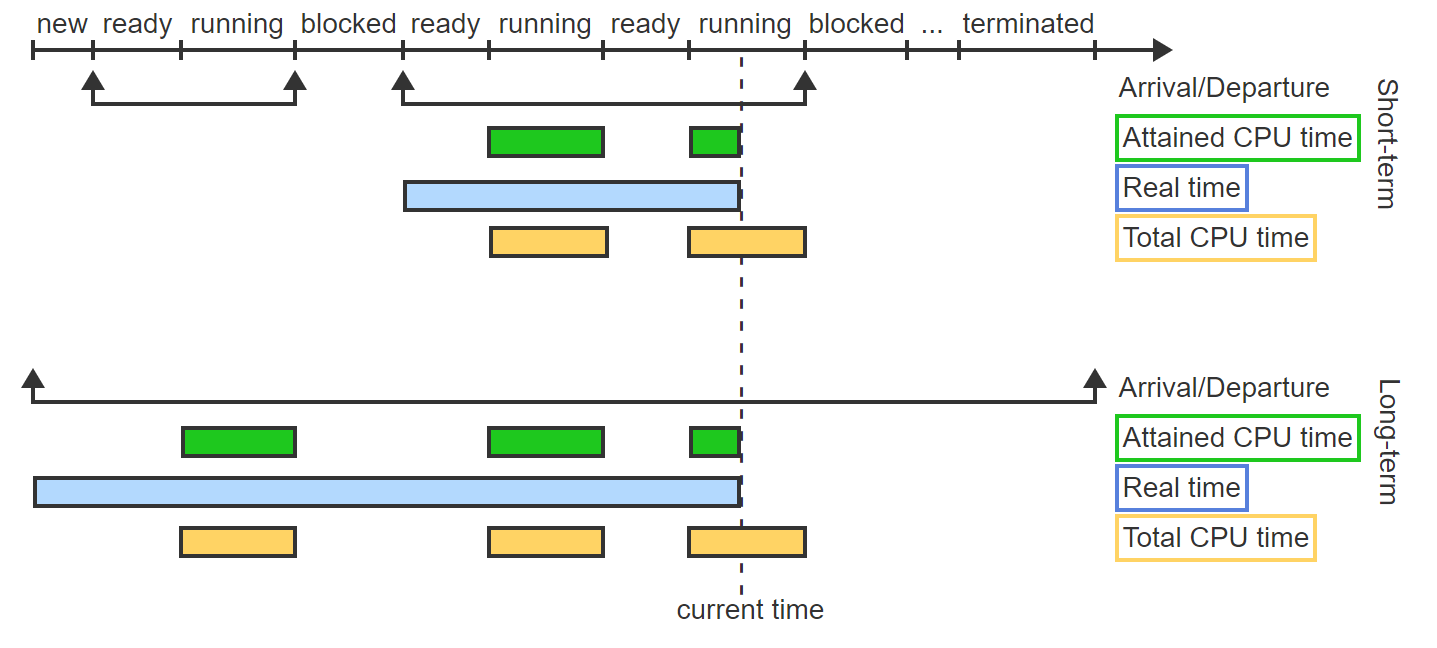 new ready running blocked ready running ready running blocked ... terminated
Arrival/Departure
Attained CPU time
Real time
Total CPU time
Short-term
Arrival/Departure
Attained CPU time
Real time
Total CPU time
Long-term
current time